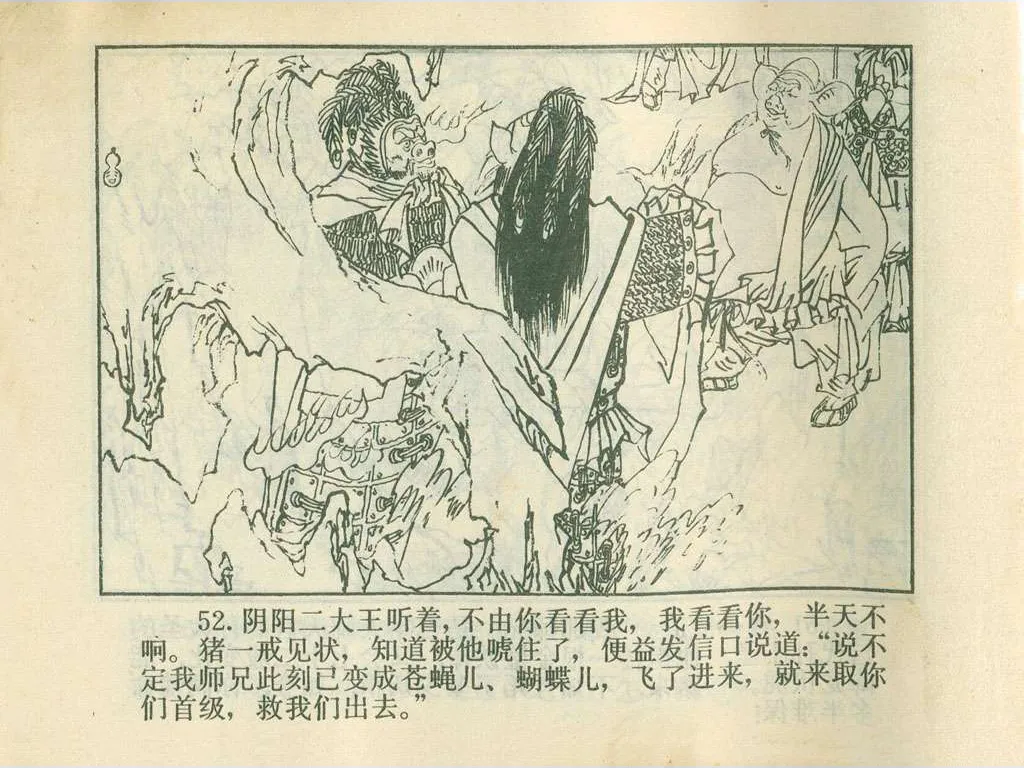 52. 阴阳二大王听着, 不由你看看我, 我看看你, 半天不
响。猪一戒见状, 知道被他唬住了, 便益发信口说道: “说不
定我师兄此刻已变成苍蝇儿、蝴蝶儿, 飞了进来, 就来取你
们首级, 救我们出去。”